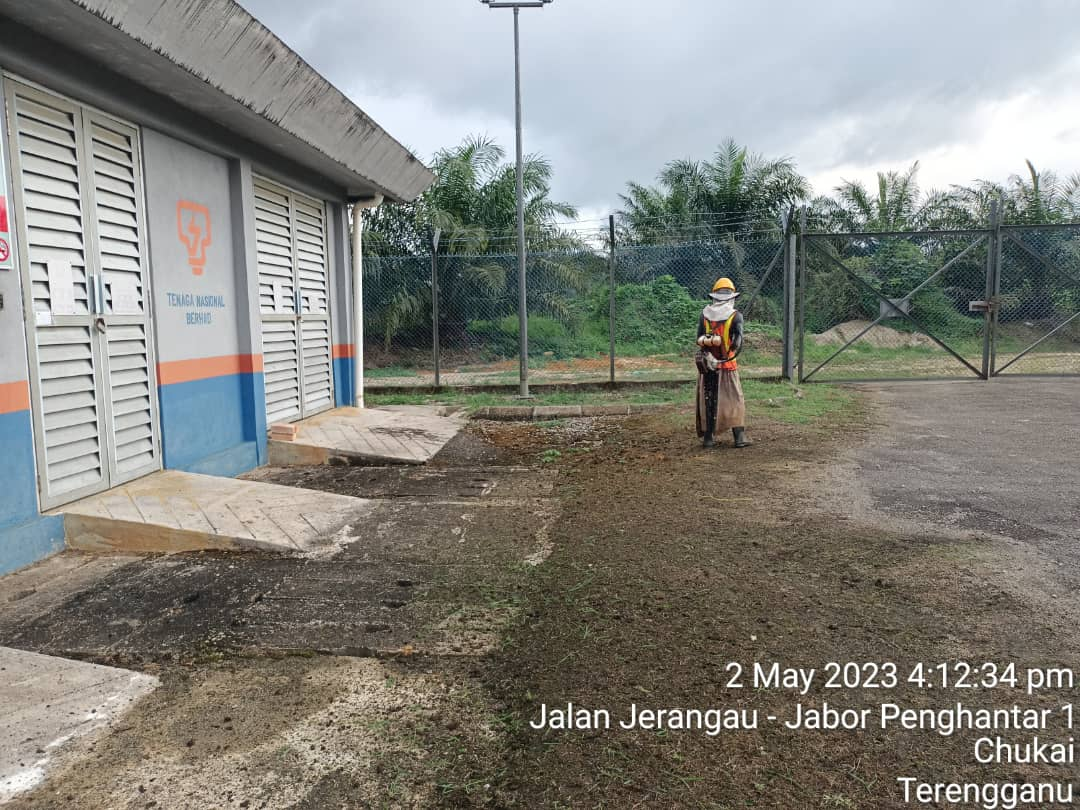 TENAGA NASIONAL
BERHAD
2 May 2023 4:12:34 pm
Jalan Jerangau - Jabor Penghantar 1
Chukai
Terengganu